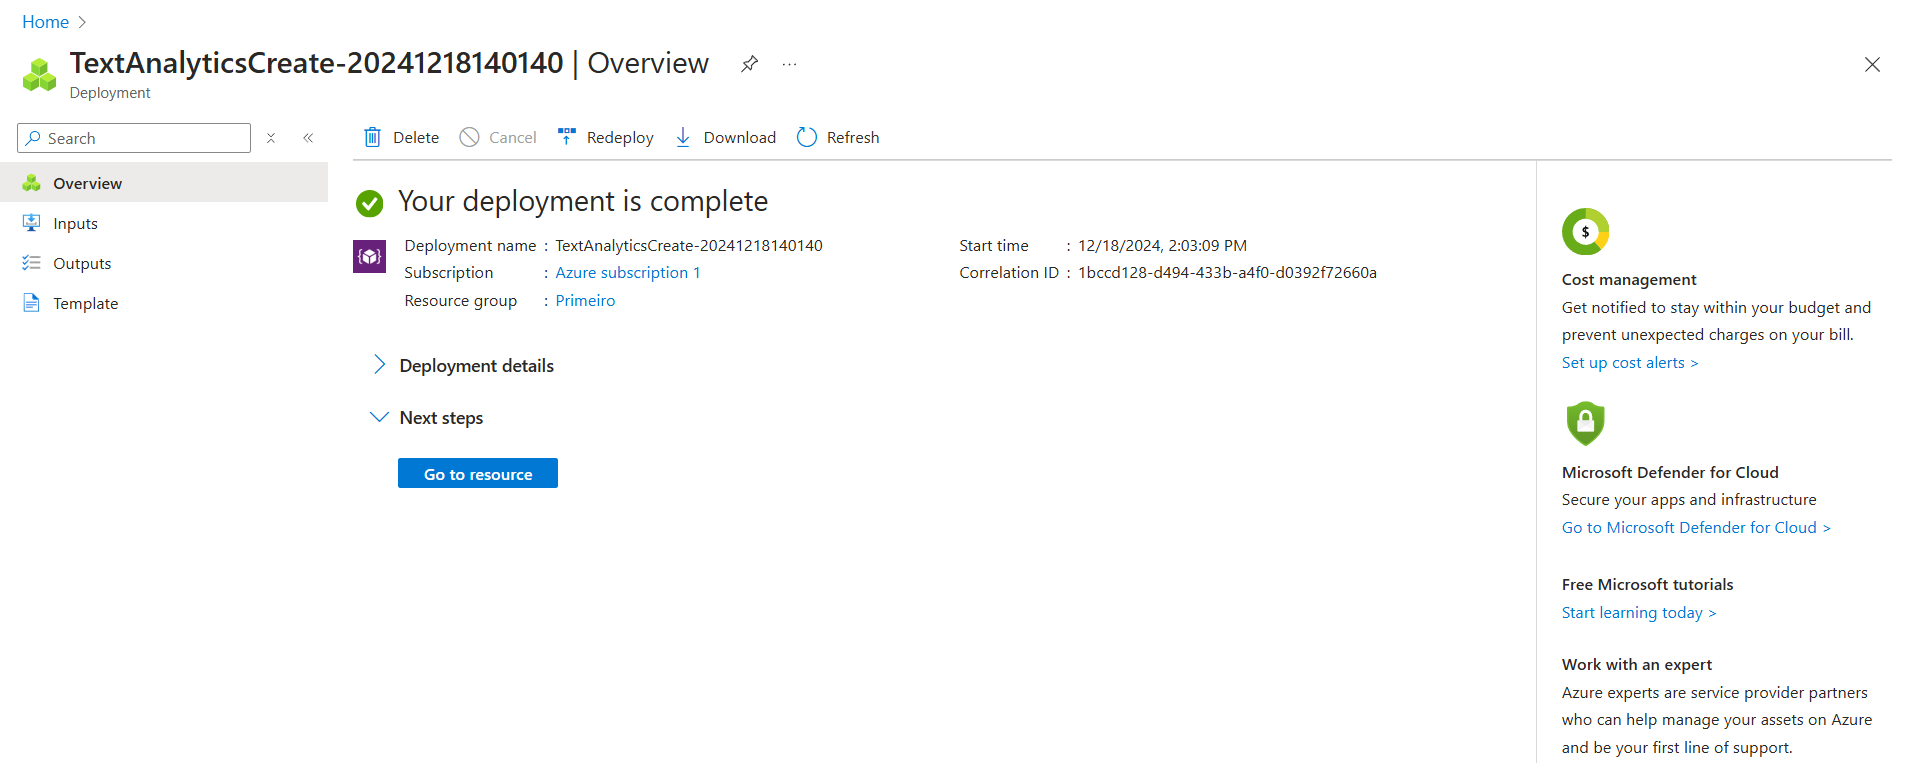 Home
TextAnalyticsCreate-20241218140140 | Overview
Deployment
Search
Overview
Inputs
Outputs
Template
Delete Cancel Redeploy Download Refresh
Your deployment is complete
Deployment name : TextAnalyticsCreate-20241218140140
Subscription : Azure subscription 1
Resource group : Primeiro
Start time : 12/18/2024, 2:03:09 PM
Correlation ID : 1bccd128-d494-433b-a4f0-d0392f72660a
Deployment details
Next steps
Go to resource
$
Cost management
Get notified to stay within your budget and
prevent unexpected charges on your bill.
Set up cost alerts >
Microsoft Defender for Cloud
Secure your apps and infrastructure
Go to Microsoft Defender for Cloud >
Free Microsoft tutorials
Start learning today >
Work with an expert
Azure experts are service provider partners
who can help manage your assets on Azure
and be your first line of support.